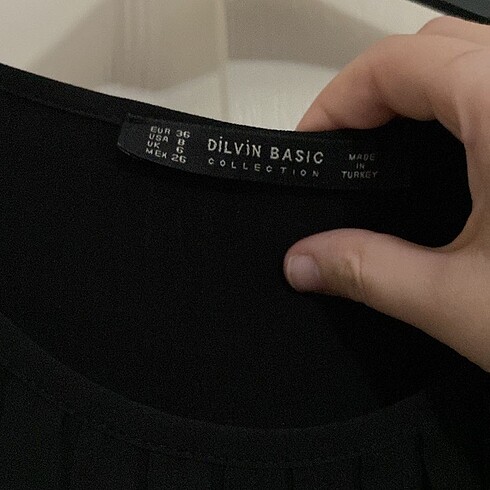 EUR 36
USA 8
UK 6
MEX 26
DİLVİN BASIC
COLLECTION
MADE
IN
TURKEY